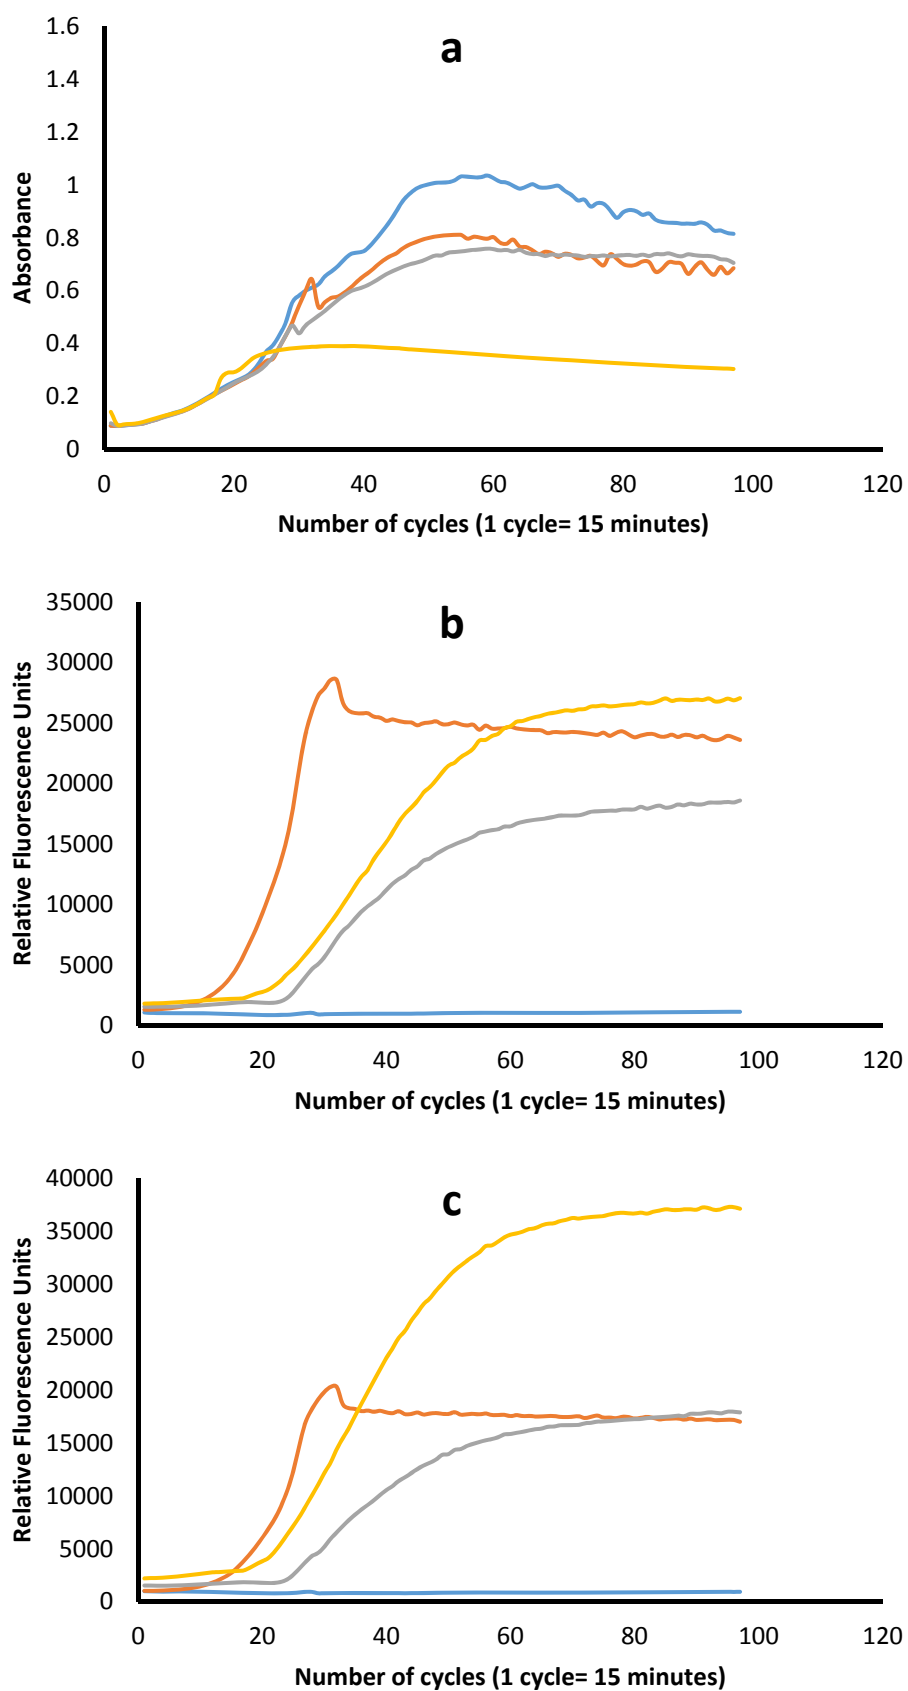 a
1.6
1.4
1.2
1
0.8
0.6
0.4
0.2
0
Absorbance
0 20 40 60 80 100 120
Number of cycles (1 cycle= 15 minutes)
b
35000
30000
25000
20000
15000
10000
5000
0
Relative Fluorescence Units
0 20 40 60 80 100 120
Number of cycles (1 cycle= 15 minutes)
c
40000
35000
30000
25000
20000
15000
10000
5000
0
Relative Fluorescence Units
0 20 40 60 80 100 120
Number of cycles (1 cycle= 15 minutes)